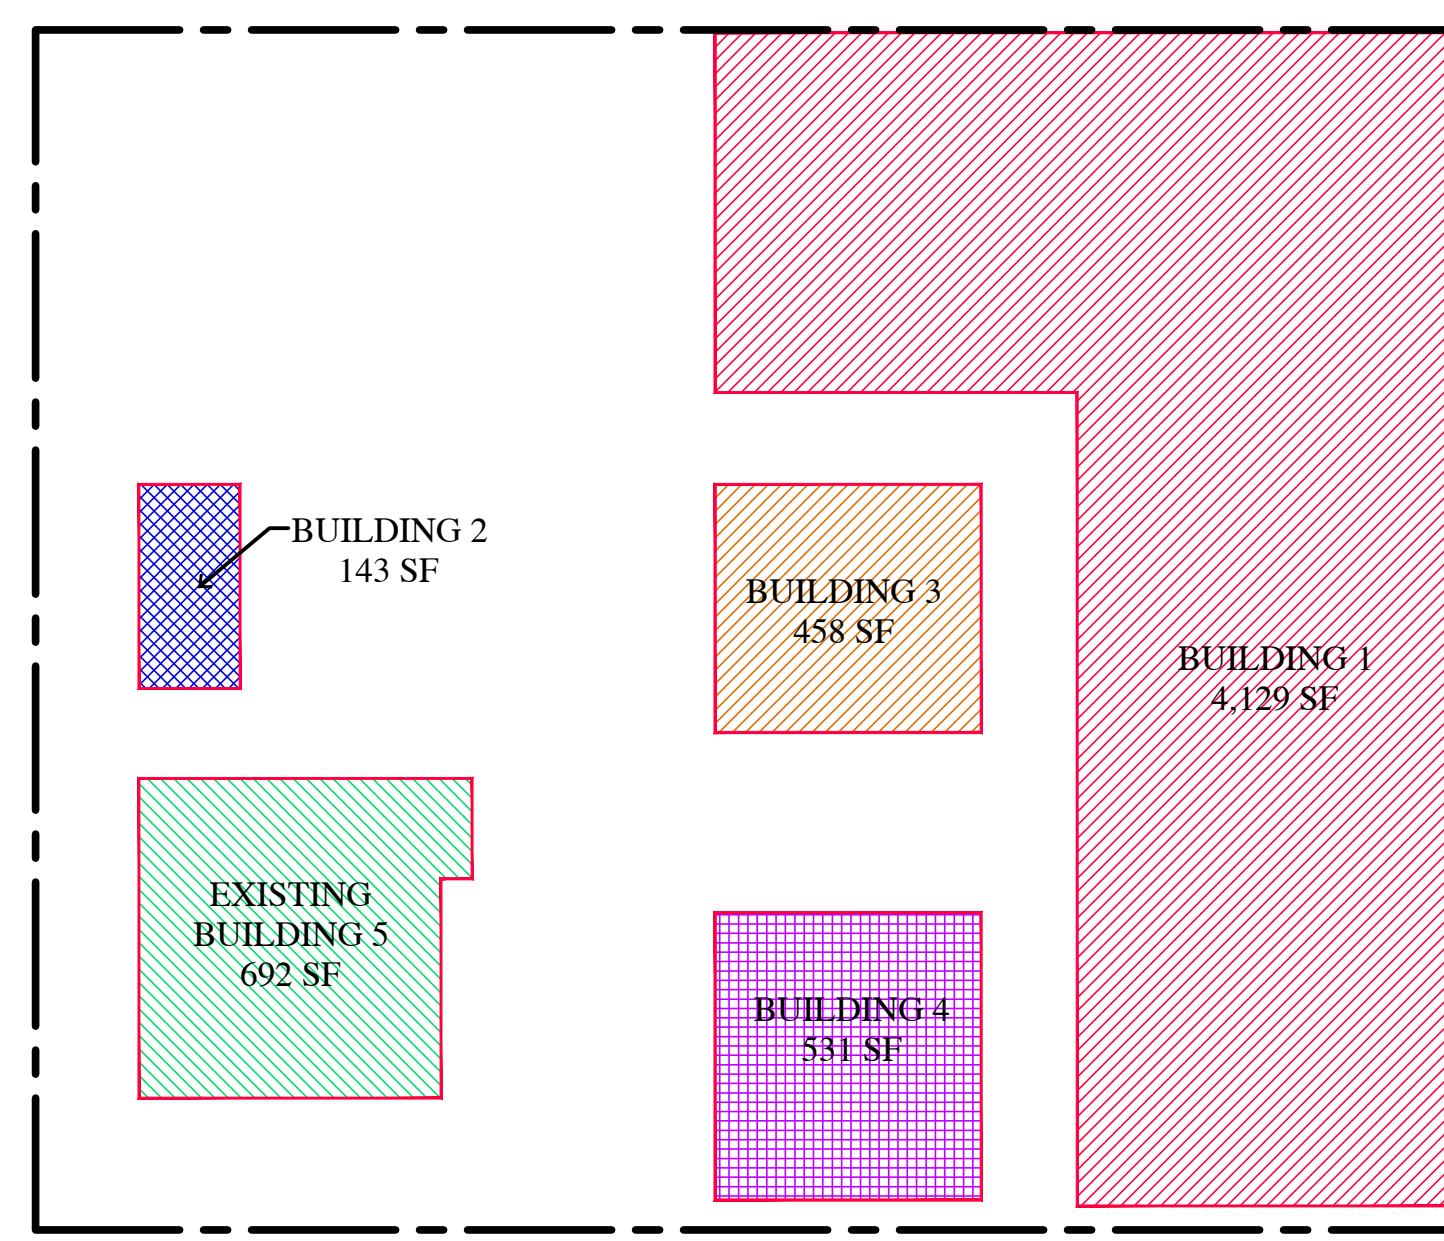 BUILDING 2
143 SF
BUILDING 3
458 SF
BUILDING 1
4,129 SF
EXISTING
BUILDING 5
692 SF
BUILDING 4
531 SF